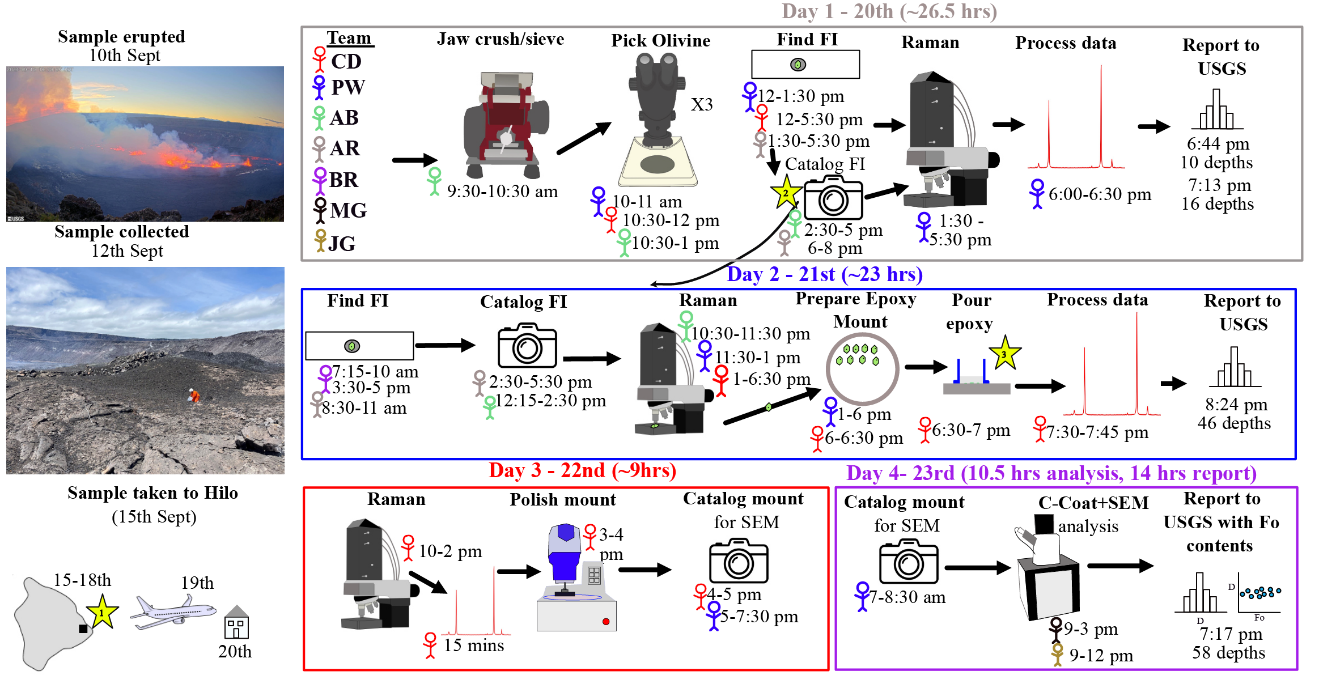 Sample erupted
10th Sept
USGS
Sample collected
12th Sept
Sample taken to Hilo
(15th Sept)
15-18th
1
19th
20th
Day 1 - 20th (~26.5 hrs)
Team
CD
PW
AB
AR
BR
MG
JG
Jaw crush/sieve
9:30-10:30 am
Pick Olivine
X3
10-11 am
10:30-12 pm
10:30-1 pm
Find FI
12-1:30 pm
12-5:30 pm
1:30-5:30 pm
Catalog FI
2
2:30-5 pm
6-8 pm
Raman
1:30 -
5:30 pm
Process data
6:00-6:30 pm
Report to
USGS
6:44 pm
10 depths
7:13 pm
16 depths
Day 2 - 21st (~23 hrs)
Find FI
7:15-10 am
3:30-5 pm
8:30-11 am
Catalog FI
2:30-5:30 pm
12:15-2:30 pm
Raman
10:30-11:30 pm
11:30-1 pm
1-6:30 pm
Prepare Epoxy
Mount
1-6 pm
6-6:30 pm
Pour
epoxy
3
6:30-7 pm
Process data
7:30-7:45 pm
Report to
USGS
8:24 pm
46 depths
Day 3 - 22nd (~9hrs)
Raman
10-2 pm
15 mins
Polish mount
3-4
pm
Catalog mount
for SEM
4-5 pm
5-7:30 pm
Day 4- 23rd (10.5 hrs analysis, 14 hrs report)
Catalog mount
for SEM
7-8:30 am
C-Coat+SEM
analysis
9-3 pm
9-12 pm
Report to
USGS with Fo
contents
D
D
Fo
7:17 pm
58 depths